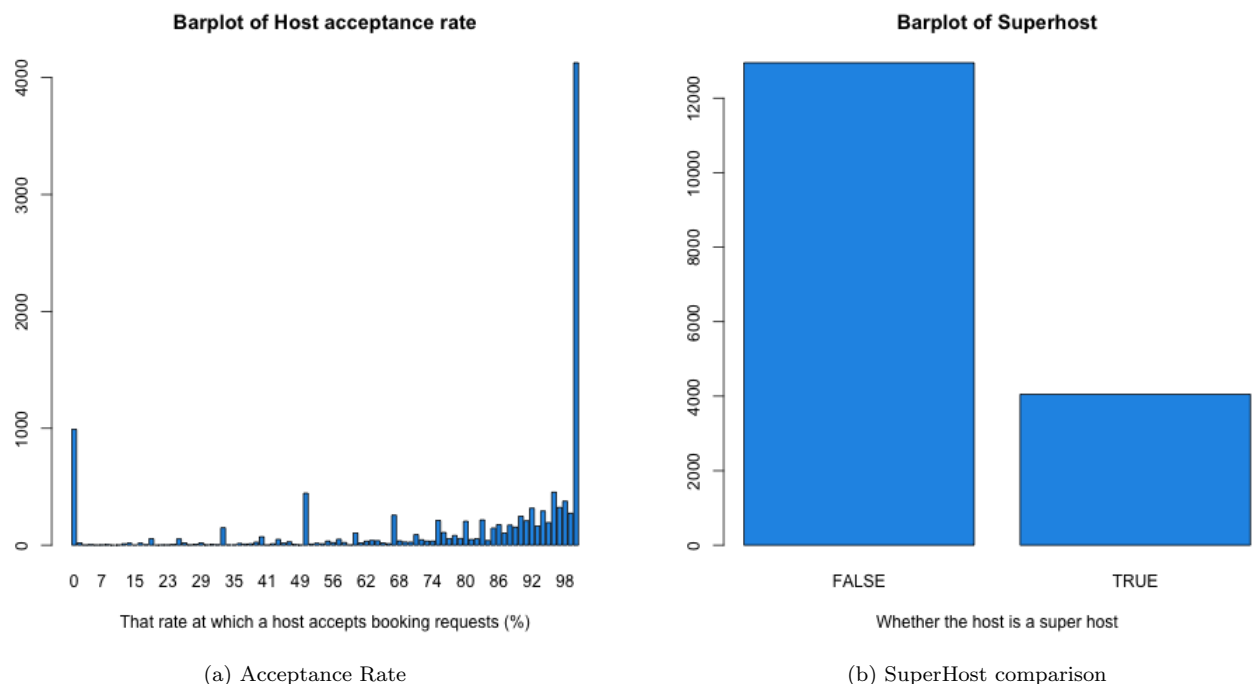 Barplot of Host acceptance rate
4000
3000
2000
1000
0
0 7 15 23 29 35 41 49 56 62 68 74 80 86 92 98
That rate at which a host accepts booking requests (%)
(a) Acceptance Rate
Barplot of Superhost
12000
10000
8000
6000
4000
2000
0
FALSE TRUE
Whether the host is a super host
(b) SuperHost comparison